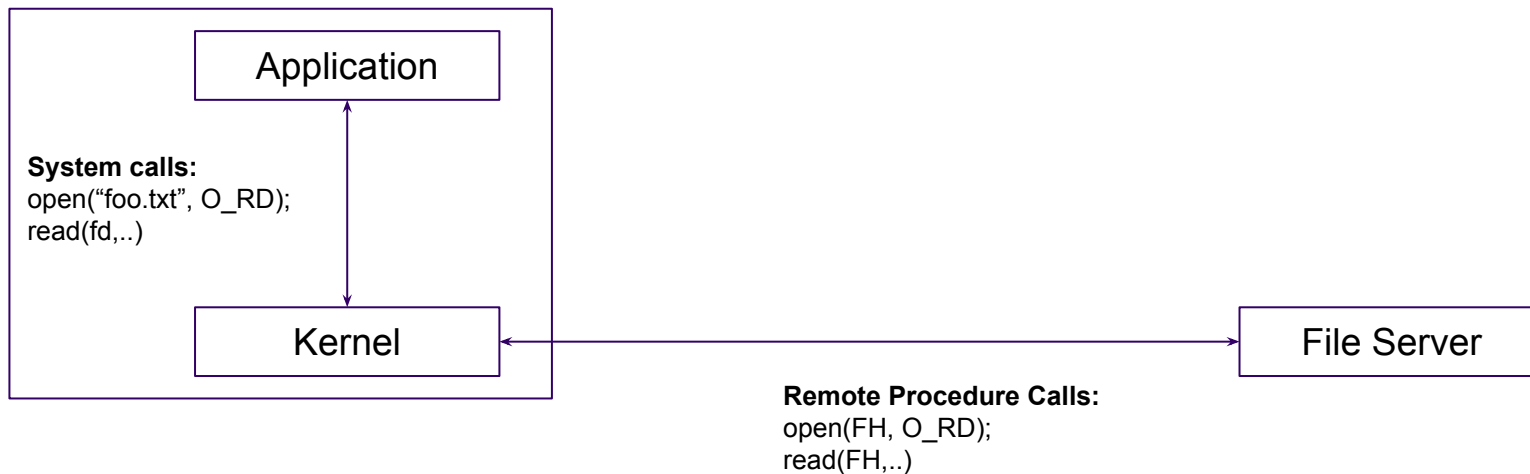 Application
System calls:
open(“foo.txt”, O_RD);
read(fd,..)
Kernel
File Server
Remote Procedure Calls:
open(FH, O_RD);
read(FH,..)